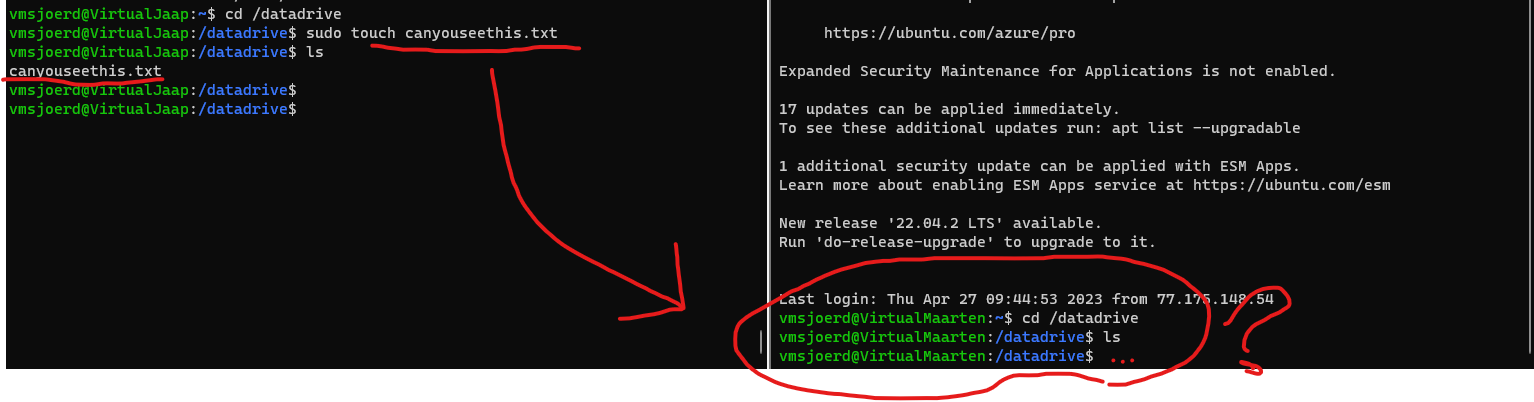 vmsjoerd@VirtualJaap:~$ cd /datadrive
vmsjoerd@VirtualJaap:/datadrive$ sudo touch canyouseethis.txt
vmsjoerd@VirtualJaap:/datadrive$ ls
canyouseethis.txt
vmsjoerd@VirtualJaap:/datadrive$
vmsjoerd@VirtualJaap:/datadrive$
https://ubuntu.com/azure/pro
Expanded Security Maintenance for Applications is not enabled.
17 updates can be applied immediately.
To see these additional updates run: apt list --upgradable
1 additional security update can be applied with ESM Apps.
Learn more about enabling ESM Apps service at https://ubuntu.com/esm
New release '22.04.2 LTS' available.
Run 'do-release-upgrade' to upgrade to it.
Last login: Thu Apr 27 09:44:53 2023 from 77.175.148.54
vmsjoerd@VirtualMaarten:~$ cd /datadrive
vmsjoerd@VirtualMaarten:/datadrive$ ls
vmsjoerd@VirtualMaarten:/datadrive$ ...
?